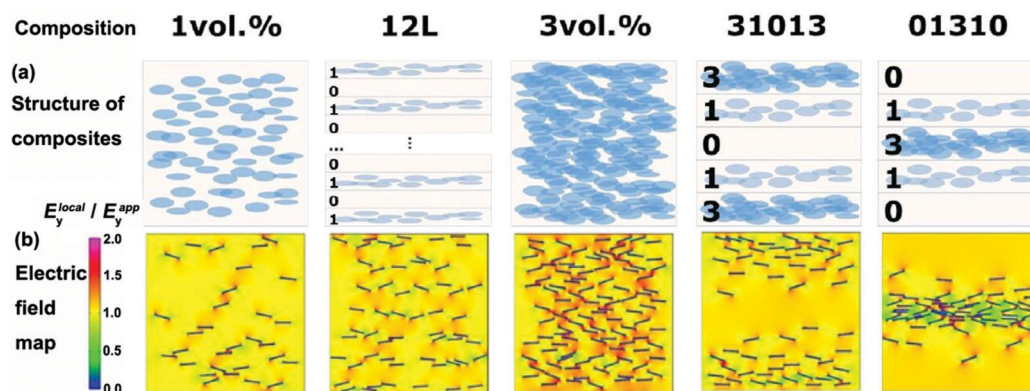 Composition 1vol.% 12L 3vol.% 31013 01310
(a)
Structure of
composites
1
0
1
0
...
⋮
0
1
0
1
3
1
0
1
3
0
1
3
1
0
E_y^local / E_y^app
(b)
Electric
field
map
2.0
1.5
1.0
0.5
0.0